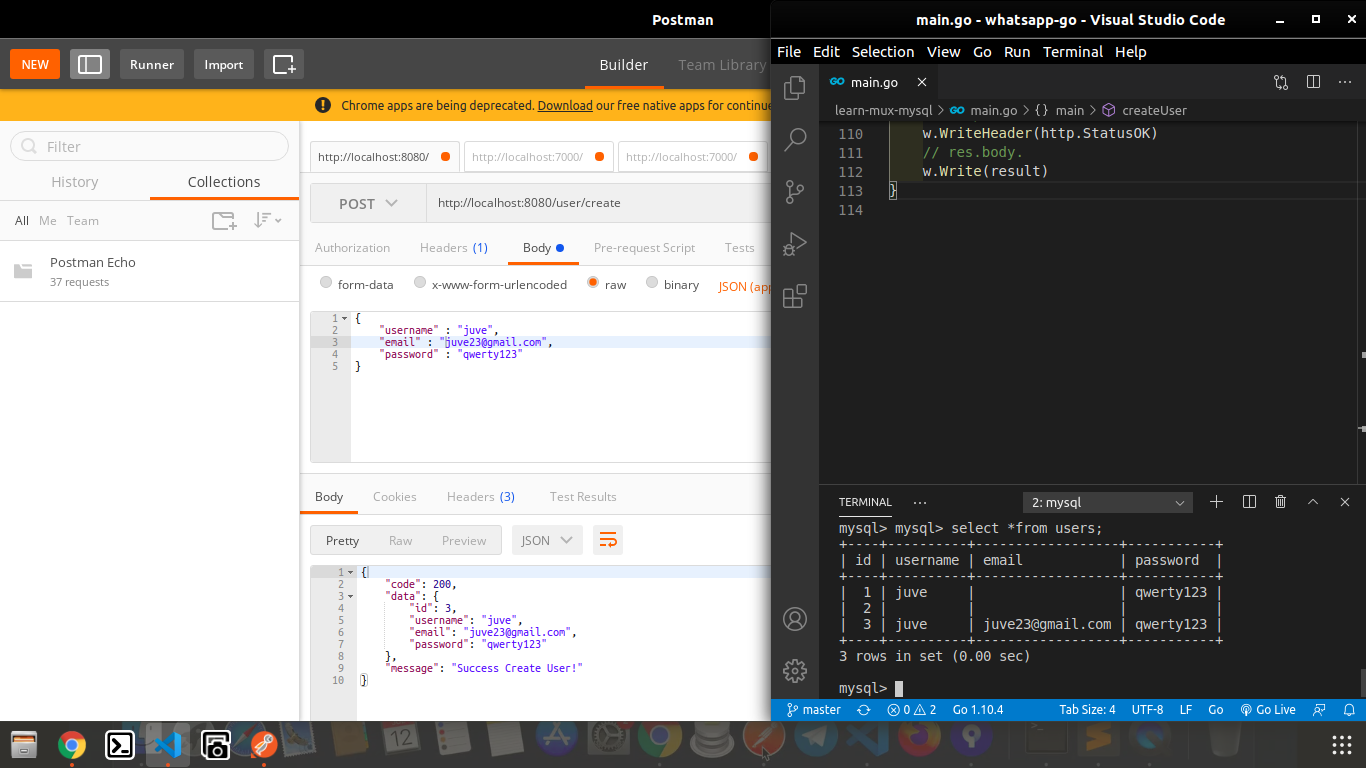 Postman
NEW
Runner
Import
Builder
Team Library
Chrome apps are being deprecated. Download our free native apps for continue
Filter
History
Collections
All Me Team
Postman Echo
37 requests
http://localhost:8080/
http://localhost:7000/
http://localhost:7000/
POST
http://localhost:8080/user/create
Authorization
Headers (1)
Body
Pre-request Script
Tests
form-data
x-www-form-urlencoded
raw
binary
JSON (app
1 {
2 "username" : "juve",
3 "email" : "juve23@gmail.com",
4 "password" : "qwerty123"
5 }
Body
Cookies
Headers (3)
Test Results
Pretty
Raw
Preview
JSON
1 {
2 "code": 200,
3 "data": {
4 "id": 3,
5 "username": "juve",
6 "email": "juve23@gmail.com",
7 "password": "qwerty123"
8 },
9 "message": "Success Create User!"
10 }
main.go - whatsapp-go - Visual Studio Code
File Edit Selection View Go Run Terminal Help
GO main.go
learn-mux-mysql > GO main.go > {} main > createUser
110 w.WriteHeader(http.StatusOK)
111 // res.body.
112 w.Write(result)
113 }
114
TERMINAL ···
2: mysql
mysql> mysql> select *from users;
+----+----------+------------------+-----------+
| id | username | email            | password  |
+----+----------+------------------+-----------+
|  1 | juve     |                  | qwerty123 |
|  2 |          |                  |           |
|  3 | juve     | juve23@gmail.com | qwerty123 |
+----+----------+------------------+-----------+
3 rows in set (0.00 sec)
mysql>
master
0
2
Go 1.10.4
Tab Size: 4
UTF-8
LF
Go
Go Live
12